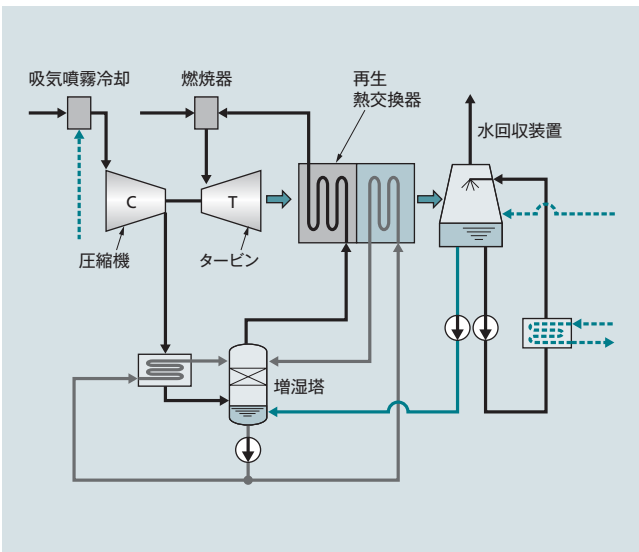 吸気噴霧冷却
燃焼器
再生
熱交換器
水回収装置
C
T
圧縮機
タービン
増湿塔